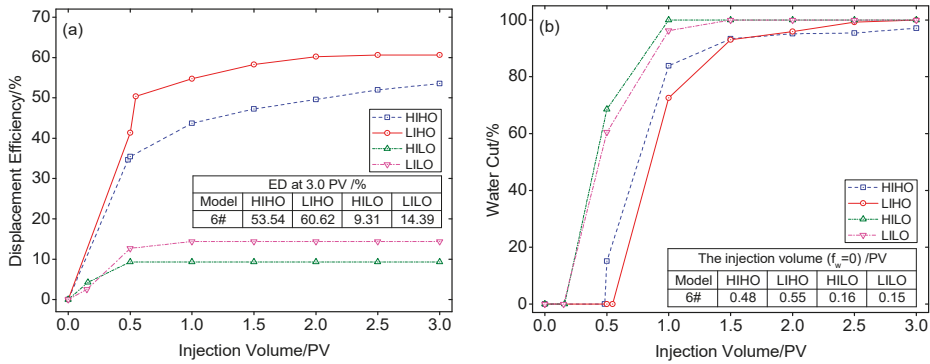 (a)
Displacement Efficiency/%
70
60
50
40
30
20
10
0
HIHO
LIHO
HILO
LILO
ED at 3.0 PV /%
Model HIHO LIHO HILO LILO
6# 53.54 60.62 9.31 14.39
0.0 0.5 1.0 1.5 2.0 2.5 3.0
Injection Volume/PV
(b)
Water Cut/%
100
80
60
40
20
0
HIHO
LIHO
HILO
LILO
The injection volume (fw=0) /PV
Model HIHO LIHO HILO LILO
6# 0.48 0.55 0.16 0.15
0.0 0.5 1.0 1.5 2.0 2.5 3.0
Injection Volume/PV